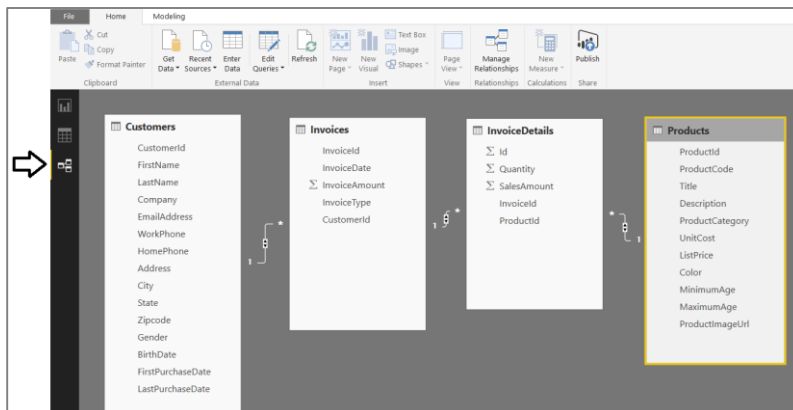 File Home Modeling
Paste
Cut
Copy
Format Painter
Clipboard
Get Data
Recent Sources
Enter Data
Edit Queries
Refresh
External Data
New Page
New Visual
Text Box
Image
Shapes
Insert
Page View
View
Manage Relationships
Relationships
New Measure
Calculations
Publish
Share
Customers
CustomerId
FirstName
LastName
Company
EmailAddress
WorkPhone
HomePhone
Address
City
State
Zipcode
Gender
BirthDate
FirstPurchaseDate
LastPurchaseDate
1
*
Invoices
InvoiceId
InvoiceDate
Σ InvoiceAmount
InvoiceType
CustomerId
1
*
InvoiceDetails
Σ Id
Σ Quantity
Σ SalesAmount
InvoiceId
ProductId
*
1
Products
ProductId
ProductCode
Title
Description
ProductCategory
UnitCost
ListPrice
Color
MinimumAge
MaximumAge
ProductImageUrl